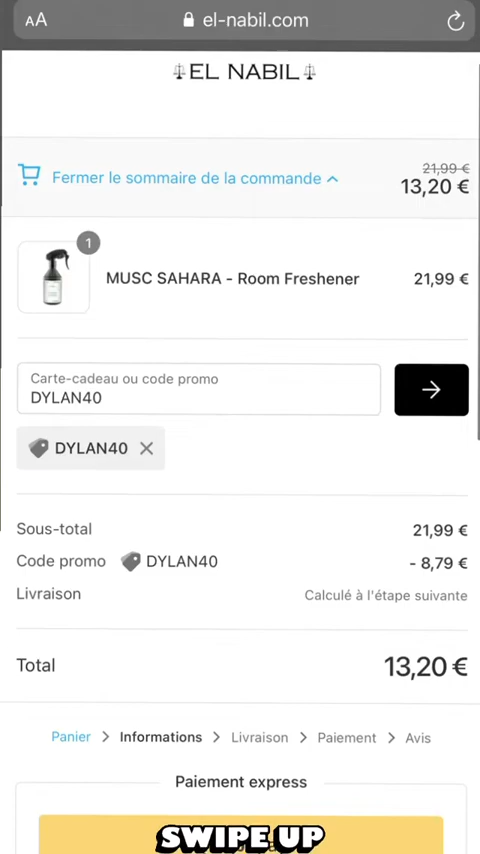 AA el-nabil.com
EL NABIL
21,99 €
Fermer le sommaire de la commande
13,20 €
1
MUSC SAHARA - Room Freshener 21,99 €
Carte-cadeau ou code promo
DYLAN40
DYLAN40
Sous-total 21,99 €
Code promo DYLAN40 - 8,79 €
Livraison Calculé à l'étape suivante
Total 13,20 €
Panier > Informations > Livraison > Paiement > Avis
Paiement express
SWIPE UP